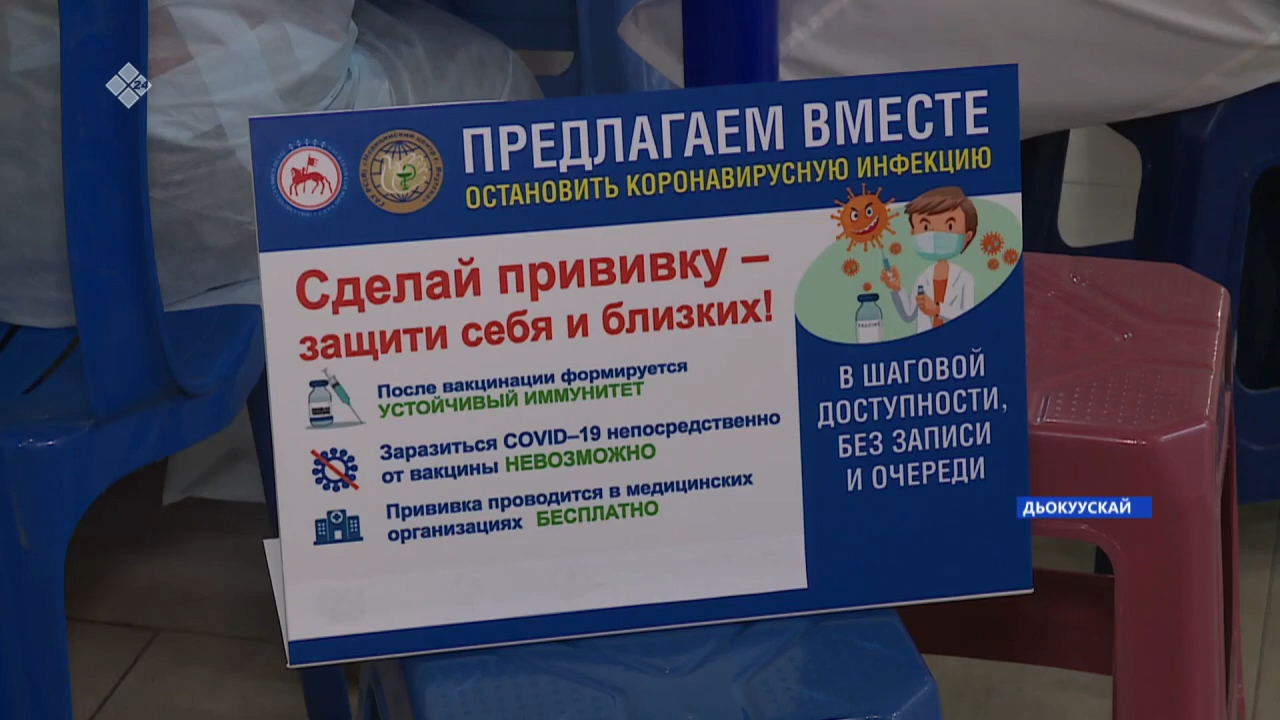 24
ПРЕДЛАГАЕМ ВМЕСТЕ
ОСТАНОВИТЬ КОРОНАВИРУСНУЮ ИНФЕКЦИЮ
Сделай прививку –
защити себя и близких!
После вакцинации формируется
УСТОЙЧИВЫЙ ИММУНИТЕТ
Заразиться COVID–19 непосредственно
от вакцины НЕВОЗМОЖНО
Прививка проводится в медицинских
организациях БЕСПЛАТНО
В ШАГОВОЙ
ДОСТУПНОСТИ,
БЕЗ ЗАПИСИ
И ОЧЕРЕДИ
ДЬОКУУСКАЙ